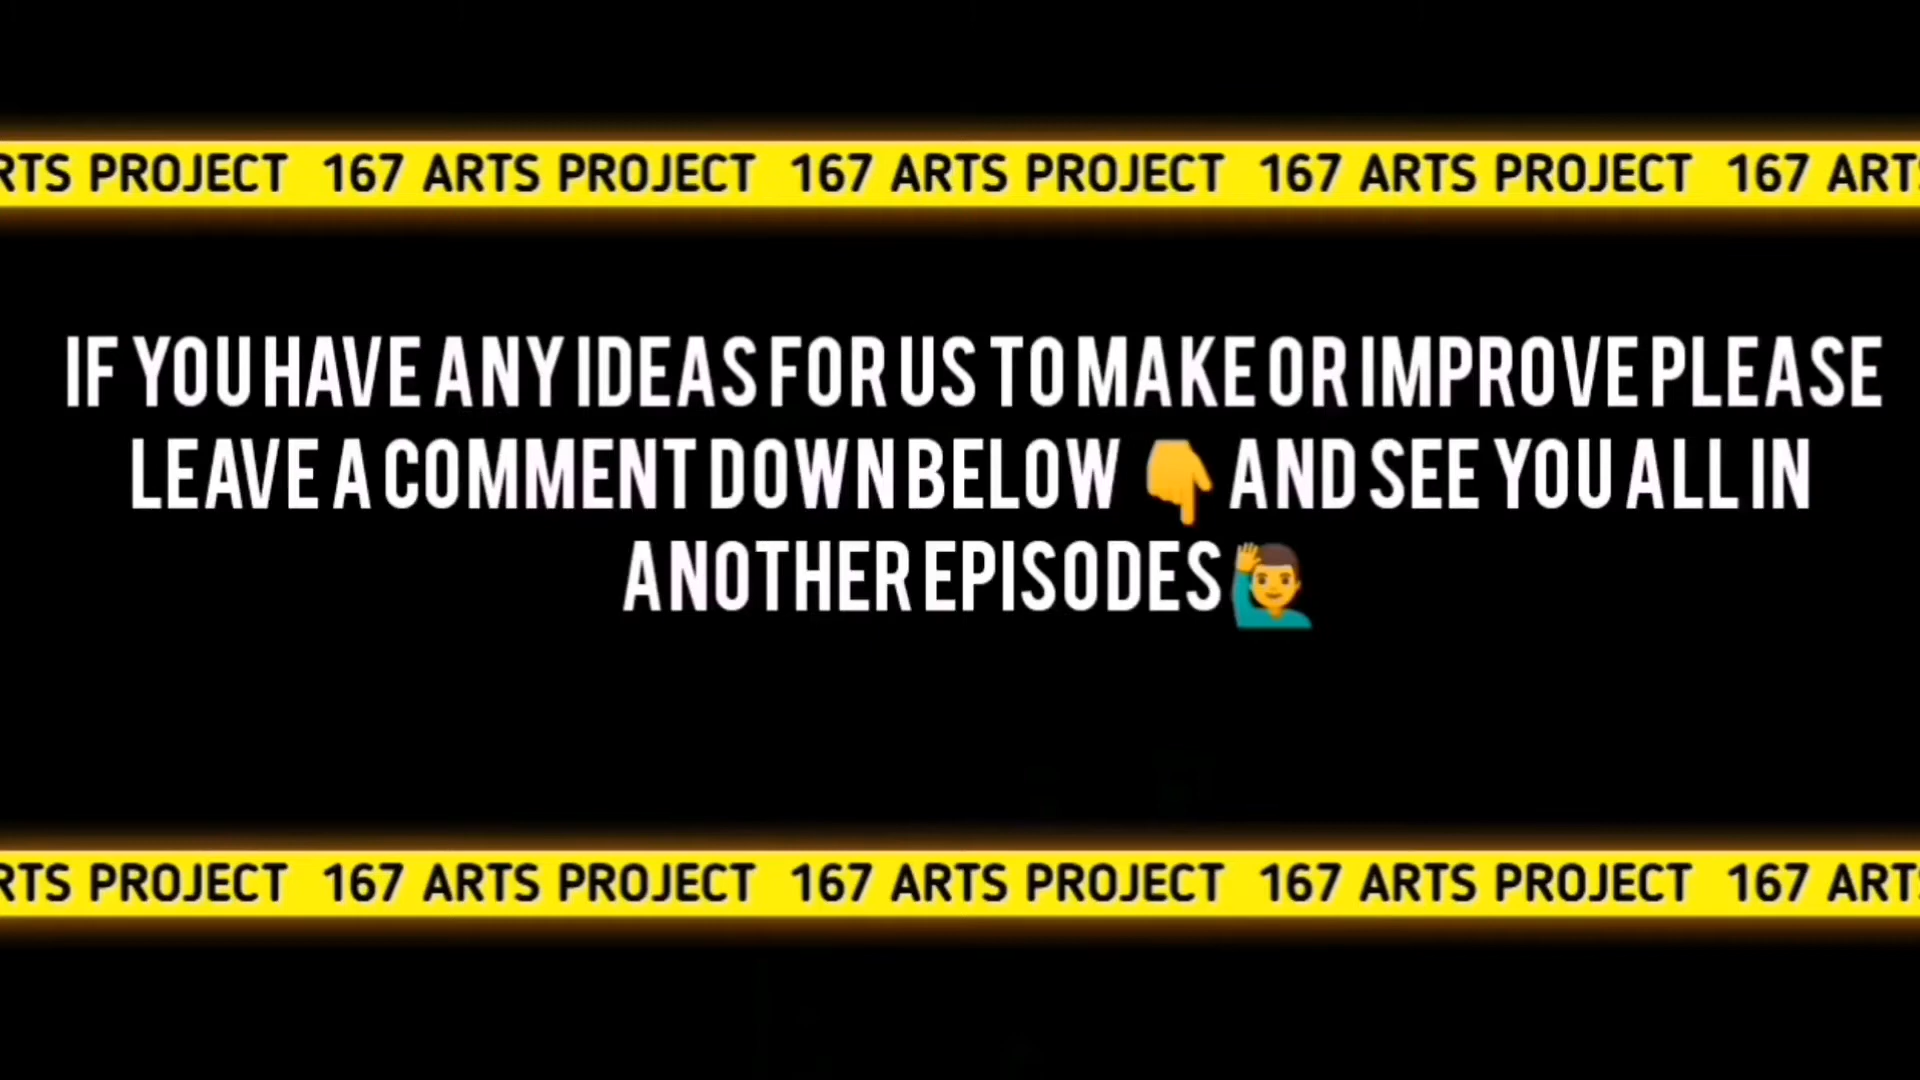 RTS PROJECT 167 ARTS PROJECT 167 ARTS PROJECT 167 ARTS PROJECT 167 ARTS
IF YOU HAVE ANY IDEAS FOR US TO MAKE OR IMPROVE PLEASE
LEAVE A COMMENT DOWN BELOW 👇 AND SEE YOU ALL IN
ANOTHER EPISODES🙋‍♂️
RTS PROJECT 167 ARTS PROJECT 167 ARTS PROJECT 167 ARTS PROJECT 167 ARTS